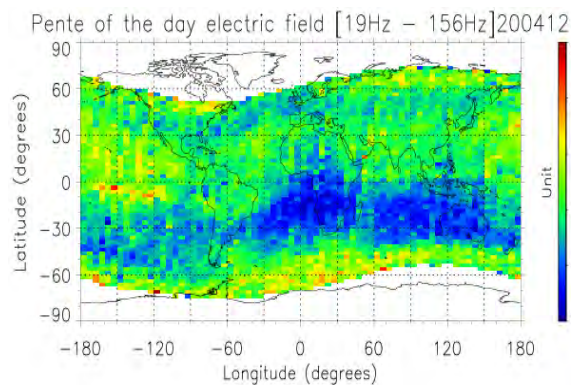 Pente of the day electric field [19Hz - 156Hz]200412
90
60
30
0
-30
-60
-90
Latitude (degrees)
-180 -120 -60 0 60 120 180
Longitude (degrees)
Unit